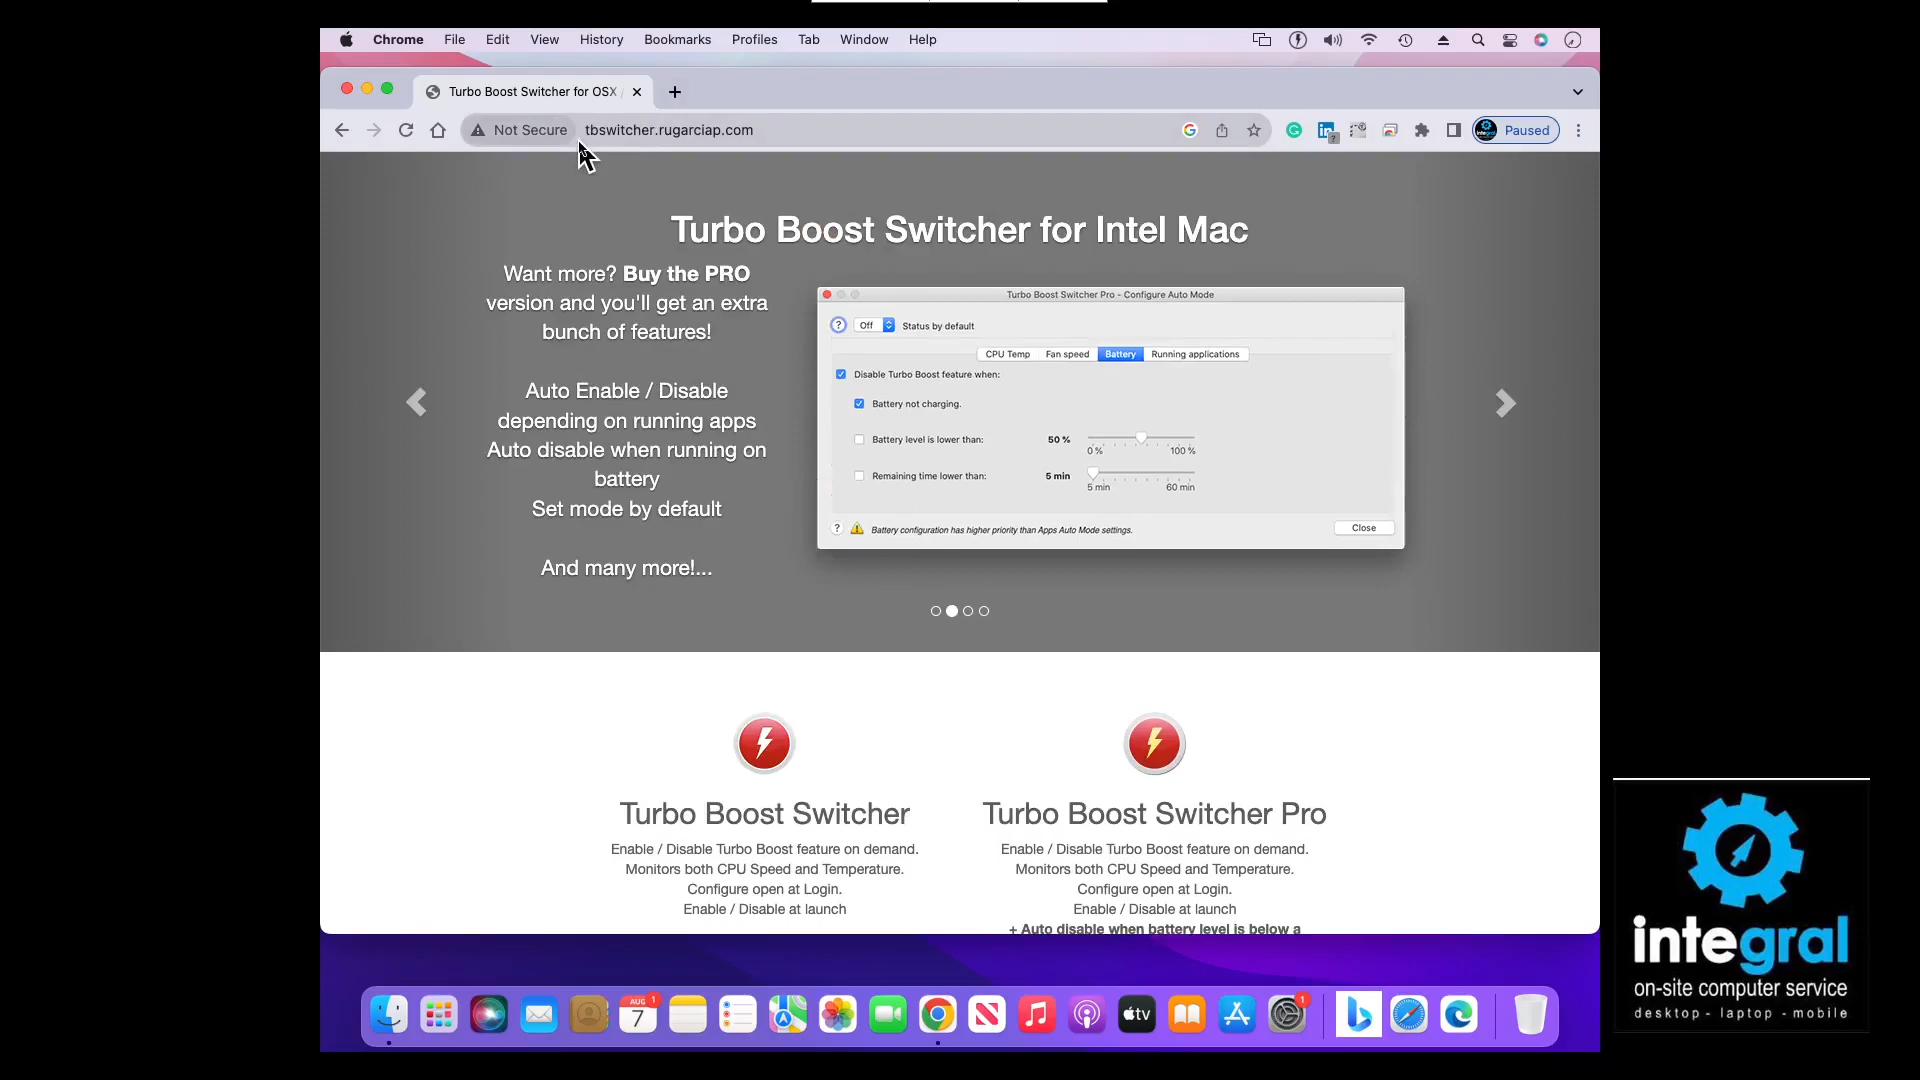 Chrome File Edit View History Bookmarks Profiles Tab Window Help
Turbo Boost Switcher for OSX
Not Secure tbswitcher.rugarciap.com
Paused
Turbo Boost Switcher for Intel Mac
Want more? Buy the PRO
version and you'll get an extra
bunch of features!
Auto Enable / Disable
depending on running apps
Auto disable when running on
battery
Set mode by default
And many more!...
Turbo Boost Switcher Pro - Configure Auto Mode
? Off Status by default
CPU Temp Fan speed Battery Running applications
Disable Turbo Boost feature when:
Battery not charging.
Battery level is lower than: 50 %
0 % 100 %
Remaining time lower than: 5 min
5 min 60 min
? Battery configuration has higher priority than Apps Auto Mode settings. Close
Turbo Boost Switcher
Enable / Disable Turbo Boost feature on demand.
Monitors both CPU Speed and Temperature.
Configure open at Login.
Enable / Disable at launch
Turbo Boost Switcher Pro
Enable / Disable Turbo Boost feature on demand.
Monitors both CPU Speed and Temperature.
Configure open at Login.
Enable / Disable at launch
+ Auto disable when battery level is below a
AUG 1
7
tv
1
integral
on-site computer service
desktop - laptop - mobile